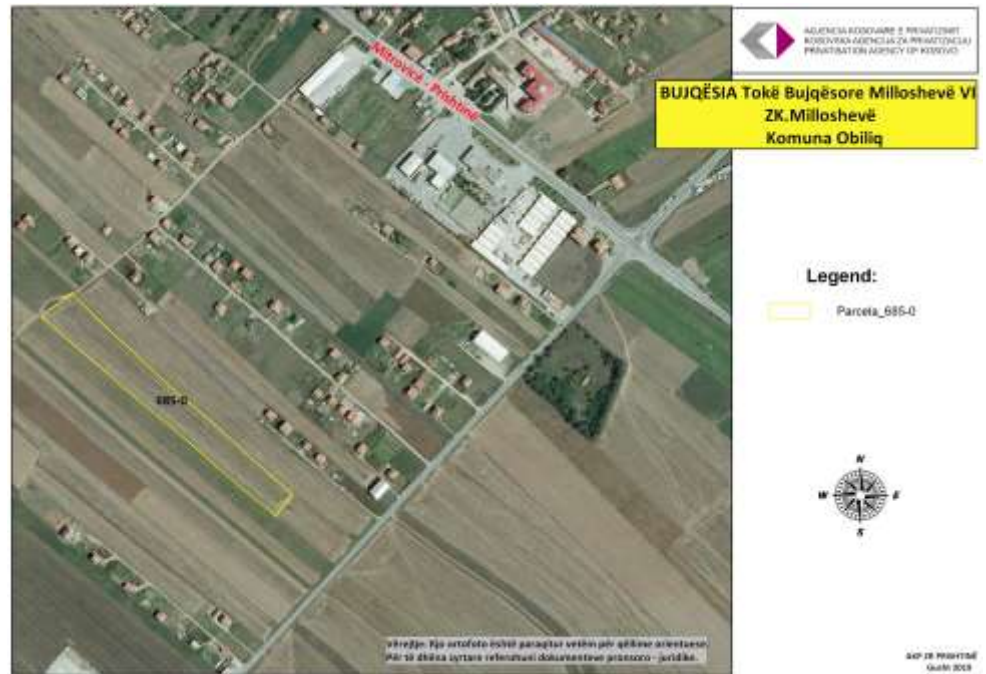 AGJENCIA KOSOVARE E PRIVATIZIMIT
KOSOVSKA AGENCIJA ZA PRIVATIZACIJU
PRIVATISATION AGENCY OF KOSOVO
BUJQËSIA Tokë Bujqësore Milloshevë VI
ZK.Milloshevë
Komuna Obiliq
Mitrovicë - Prishtinë
Legend:
Parcela_685-0
685-0
N
W
E
S
Vërejtje: Kjo ortofoto është paraqitur vetëm për qëllime orientuese.
Për të dhëna zyrtare referohuni dokumenteve pronsoro - juridike.
AKP ZR PRISHTINË
Gusht 2019